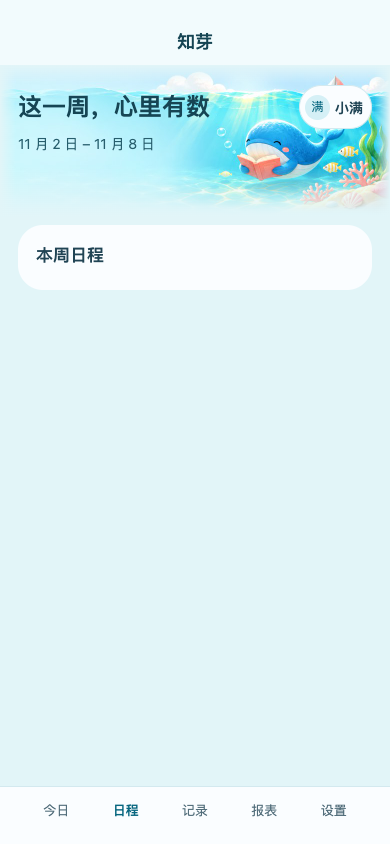 知芽
这一周，心里有数
满 小满
11 月 2 日 – 11 月 8 日
本周日程
今日 日程 记录 报表 设置